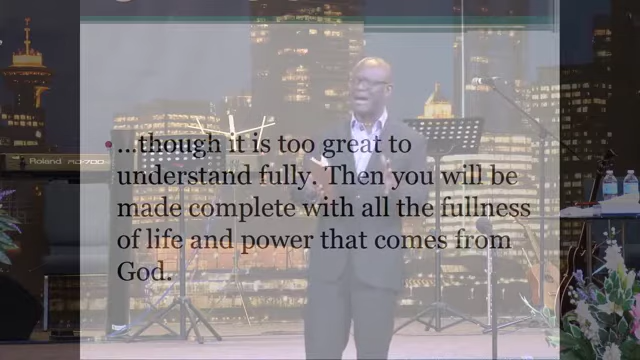 ...though it is too great to
understand fully. Then you will be
made complete with all the fullness
of life and power that comes from
God.
Roland